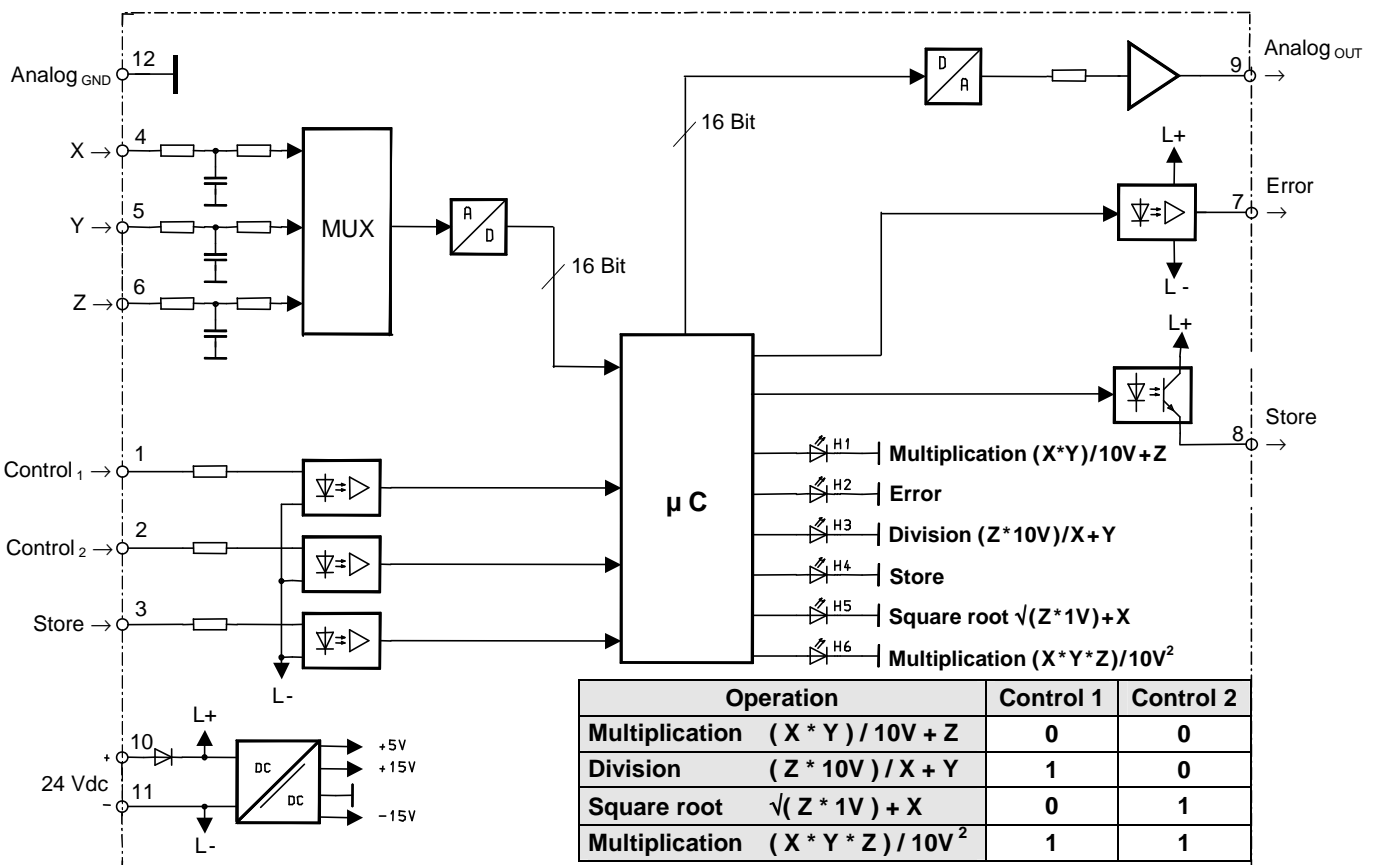 12
Analog GND
X →
4
Y →
5
Z →
6
MUX
A
D
16 Bit
16 Bit
D
A
9
Analog OUT
→
L+
Error
7
→
L -
L+
Store
8
→
Control 1 →
1
Control 2 →
2
Store →
3
L-
µ C
H1 Multiplication (X*Y)/10V+Z
H2 Error
H3 Division (Z*10V)/X+Y
H4 Store
H5 Square root √(Z*1V)+X
H6 Multiplication (X*Y*Z)/10V²
L+
+ 10
24 Vdc
− 11
L-
DC
DC
+5V
+15V
-15V
Operation Control 1 Control 2
Multiplication ( X * Y ) / 10V + Z 0 0
Division ( Z * 10V ) / X + Y 1 0
Square root √( Z * 1V ) + X 0 1
Multiplication ( X * Y * Z ) / 10V² 1 1